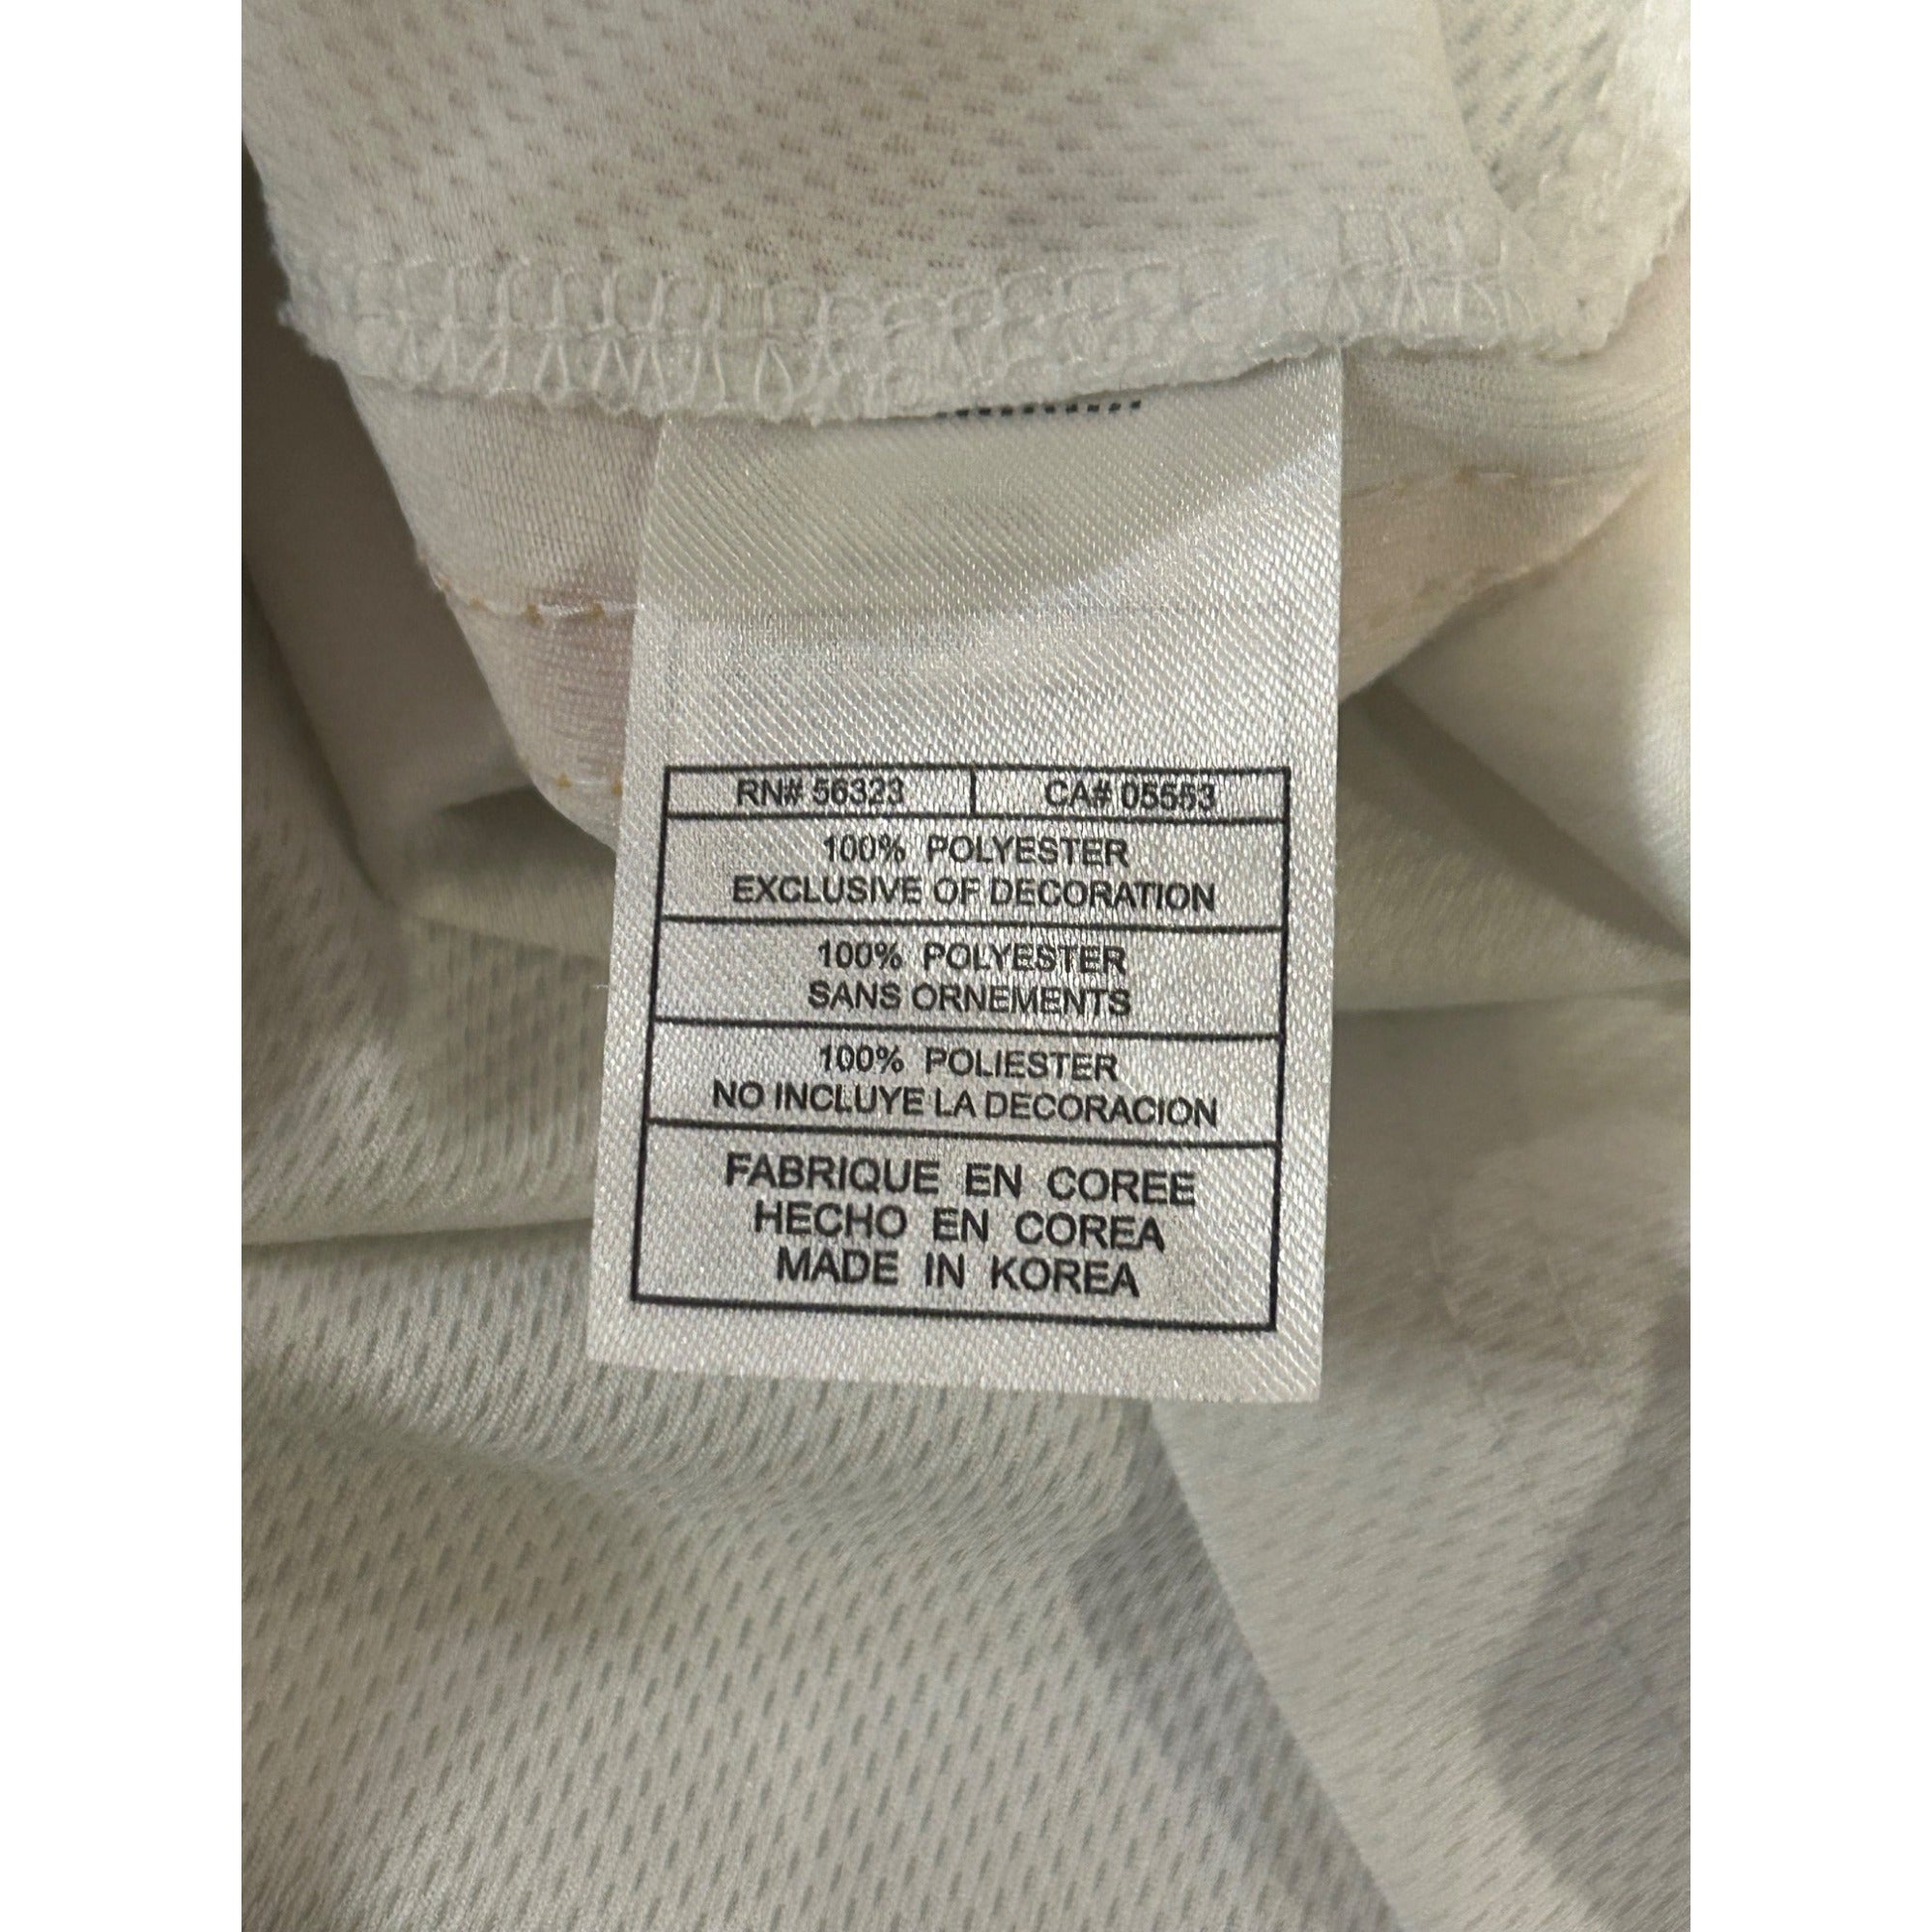 RN# 56323 CA# 05553
100% POLYESTER
EXCLUSIVE OF DECORATION
100% POLYESTER
SANS ORNEMENTS
100% POLIESTER
NO INCLUYE LA DECORACION
FABRIQUE EN COREE
HECHO EN COREA
MADE IN KOREA